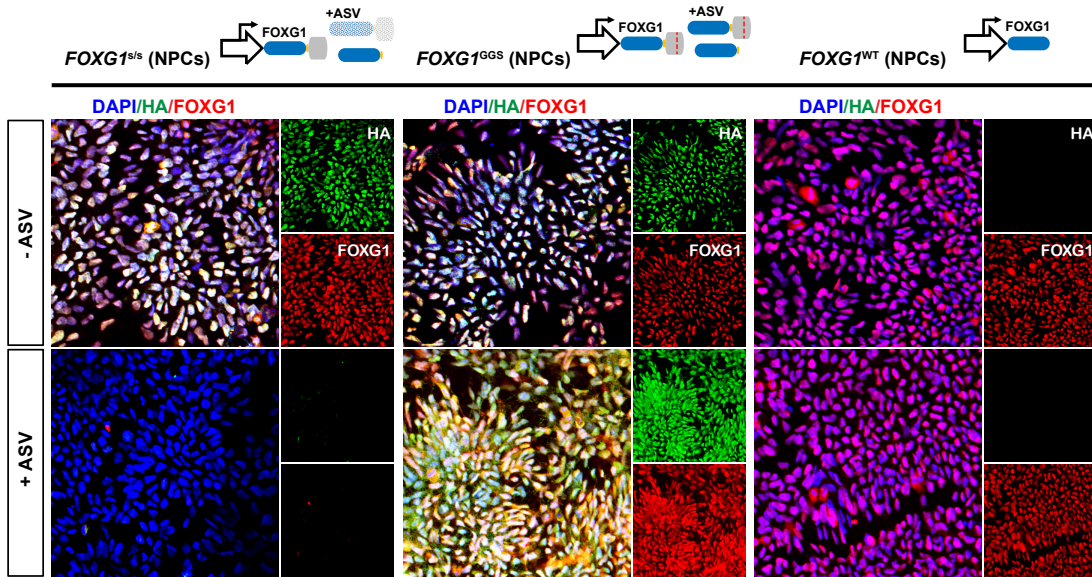 FOXG1
+ASV
FOXG1s/s (NPCs)
FOXG1
+ASV
FOXG1GGS (NPCs)
FOXG1
FOXG1WT (NPCs)
DAPI/HA/FOXG1
DAPI/HA/FOXG1
DAPI/HA/FOXG1
- ASV
HA
FOXG1
HA
FOXG1
HA
FOXG1
+ ASV